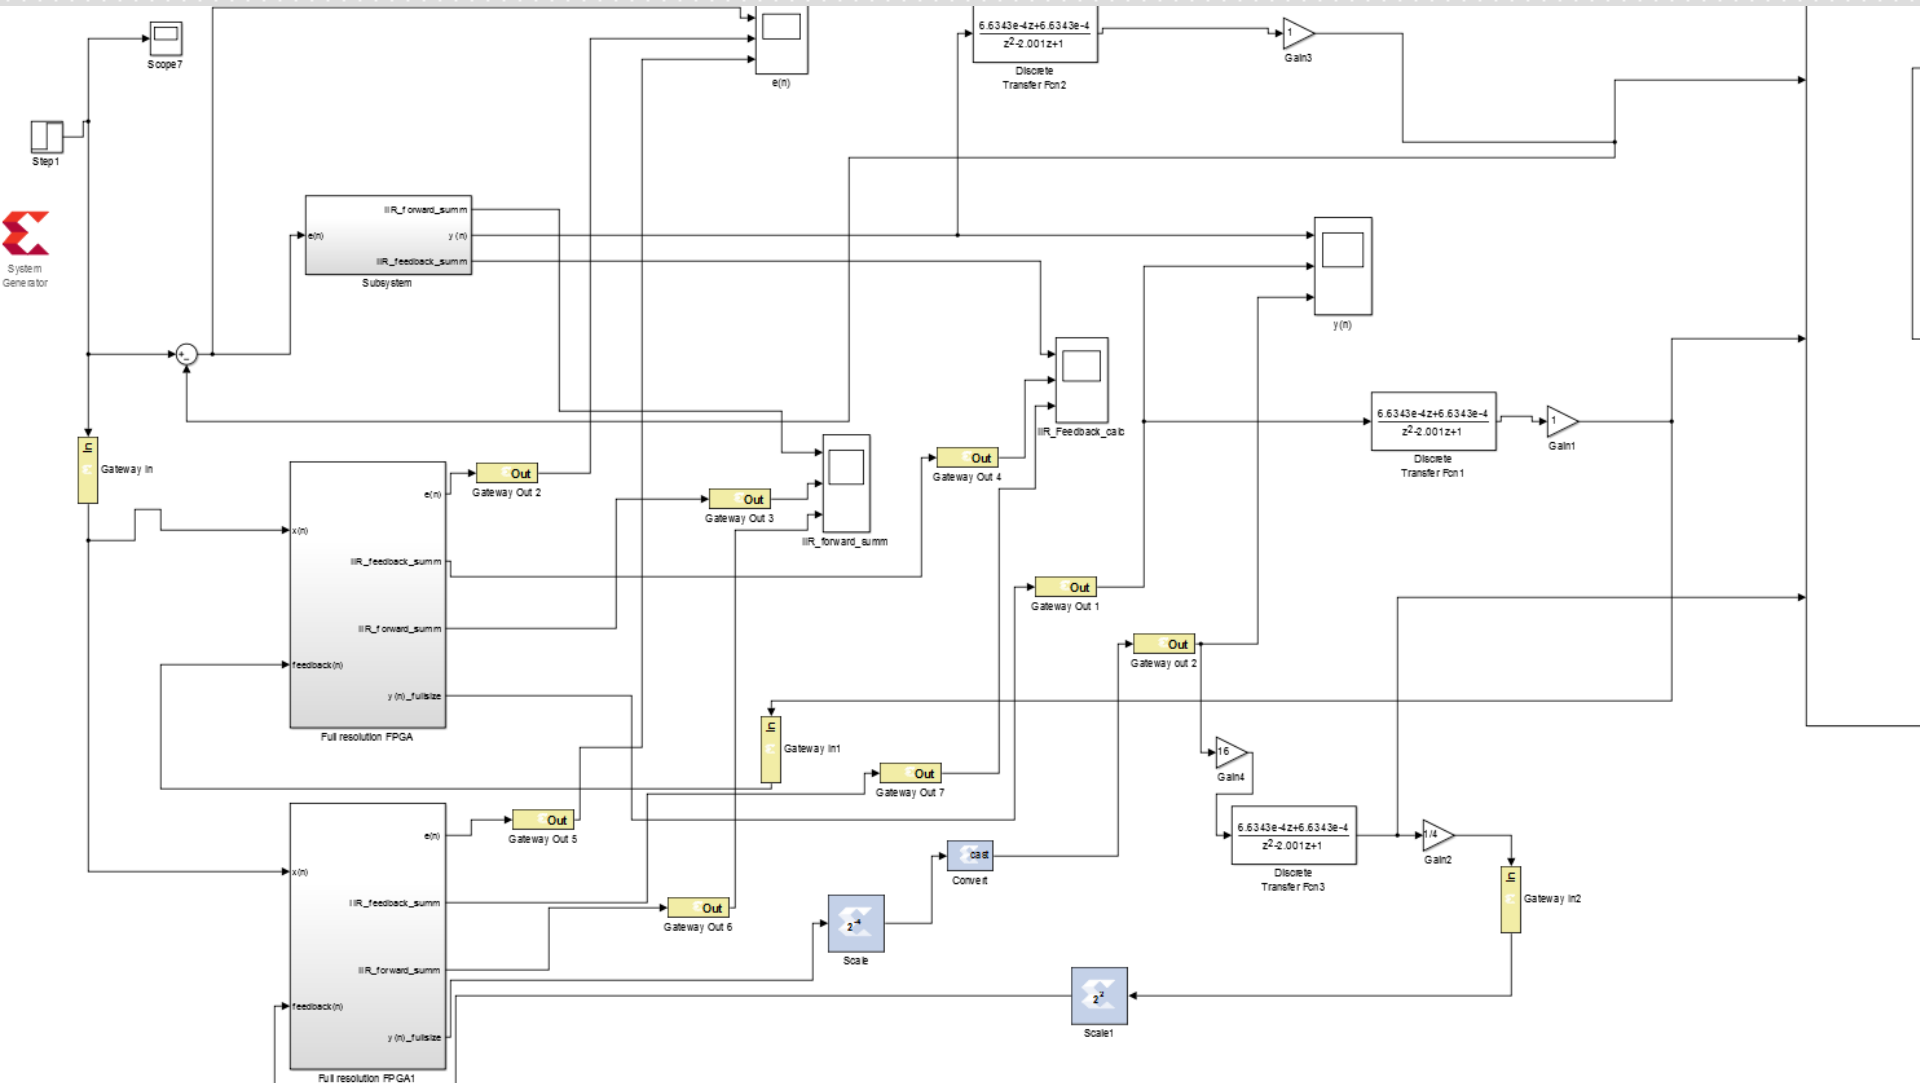 Scope7
Step1
System
Generator
e(n)
6.6343e-4z+6.6343e-4
z2-2.001z+1
Discrete
Transfer Fcn2
1
Gain3
IIR_forward_summ
e(n)
y (n)
IIR_feedback_summ
Subsystem
y(n)
+
-
IIR_Feedback_calc
6.6343e-4z+6.6343e-4
z2-2.001z+1
Discrete
Transfer Fcn1
1
Gain1
In
Gateway In
e(n)
x(n)
IIR_feedback_summ
IIR_forward_summ
feedback(n)
y (n)_fullsize
Full resolution FPGA
Out
Gateway Out 2
Out
Gateway Out 3
IIR_forward_summ
Out
Gateway Out 4
Out
Gateway Out 1
Out
Gateway out 2
In
Gateway In1
Out
Gateway Out 7
16
Gain4
6.6343e-4z+6.6343e-4
z2-2.001z+1
Discrete
Transfer Fcn3
1/4
Gain2
In
Gateway In2
e(n)
x(n)
IIR_feedback_summ
IIR_forward_summ
feedback(n)
y (n)_fullsize
Full resolution FPGA1
Out
Gateway Out 5
Out
Gateway Out 6
cast
Convert
2-4
Scale
22
Scale1